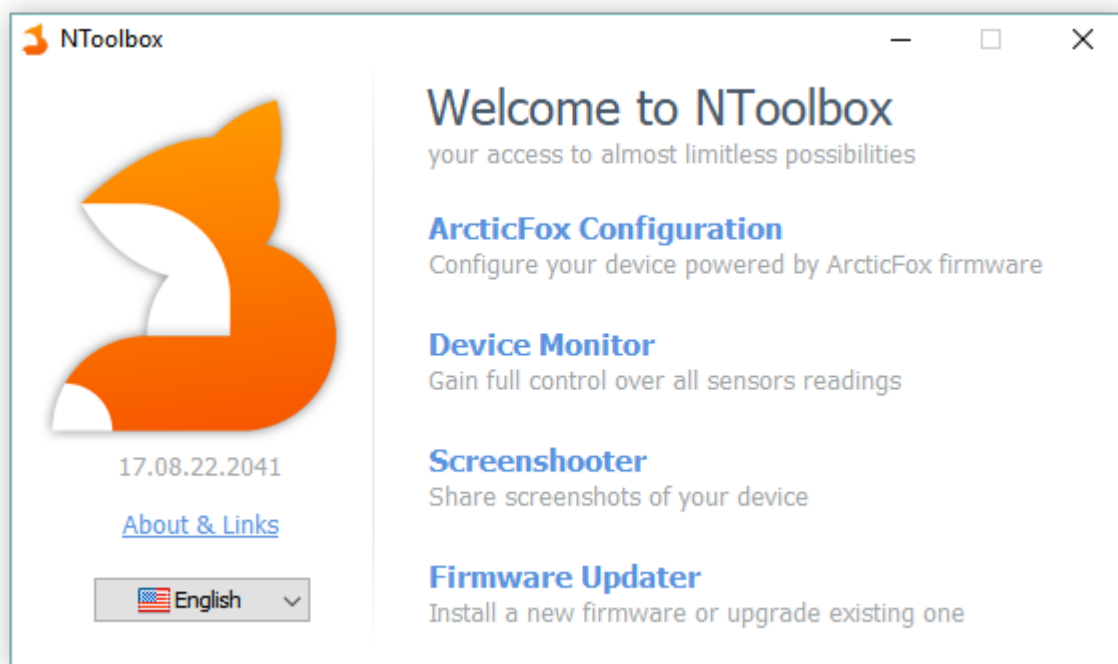 NToolbox
Welcome to NToolbox
your access to almost limitless possibilities
ArcticFox Configuration
Configure your device powered by ArcticFox firmware
Device Monitor
Gain full control over all sensors readings
Screenshooter
Share screenshots of your device
Firmware Updater
Install a new firmware or upgrade existing one
17.08.22.2041
About & Links
English